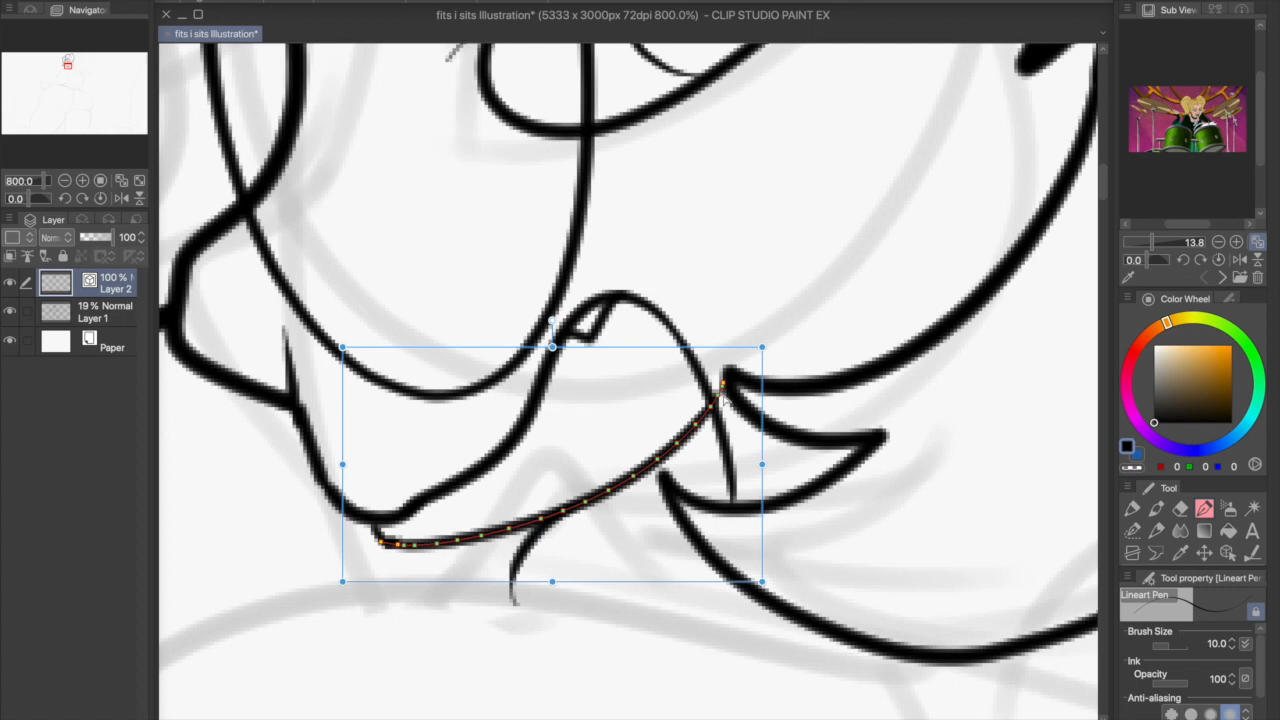 Navigator
fits i sits Illustration* (5333 x 3000px 72dpi 800.0%) - CLIP STUDIO PAINT EX
fits i sits Illustration*
Sub View
800.0
0.0
Layer
Norm
100
100 %
Layer 2
19 % Normal
Layer 1
Paper
13.8
0.0
Color Wheel
0 0 0
Tool
A
Tool property [Lineart Pen
Lineart Pen
Brush Size
10.0
Ink
Opacity
100
Anti-aliasing